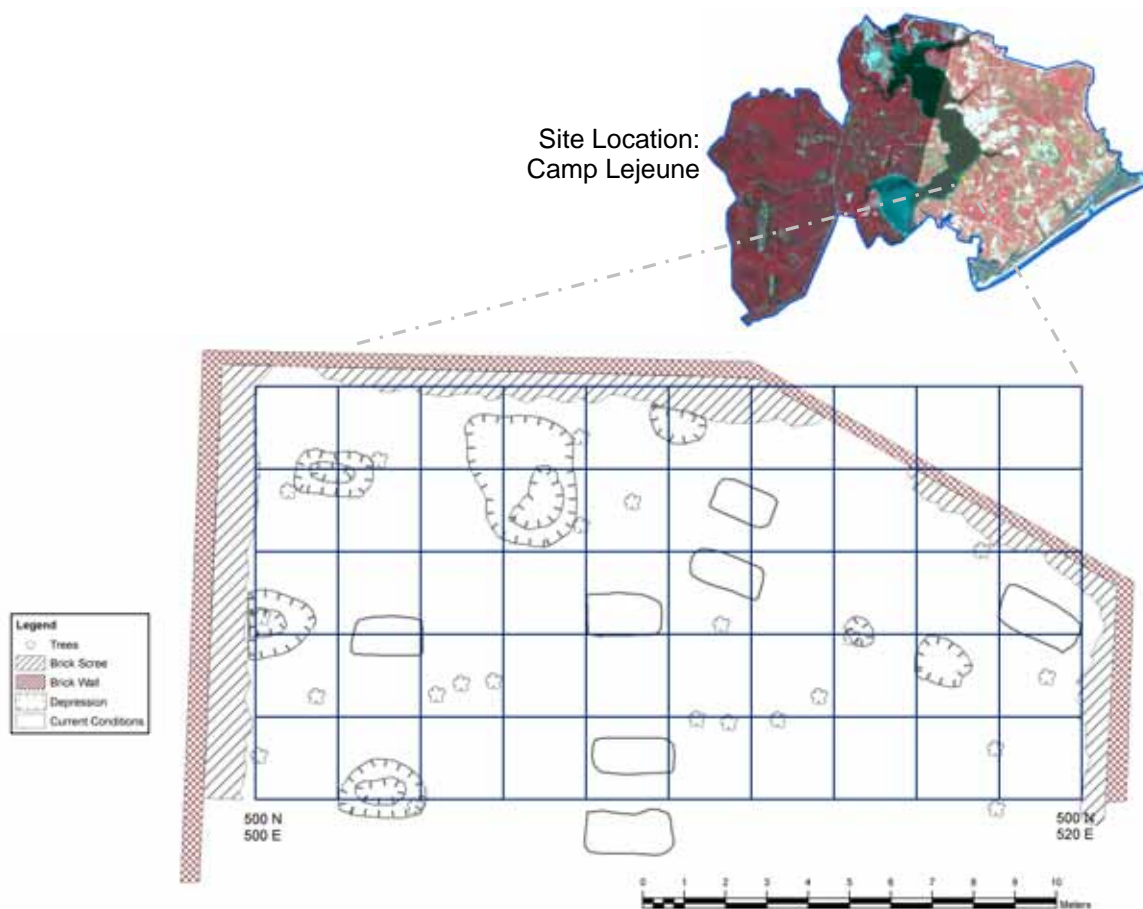 Site Location:
Camp Lejeune
Legend
Trees
Brick Scree
Brick Wall
Depression
Current Conditions
500 N
500 E
500 N
520 E
0 1 2 3 4 5 6 7 8 9 10
Meters